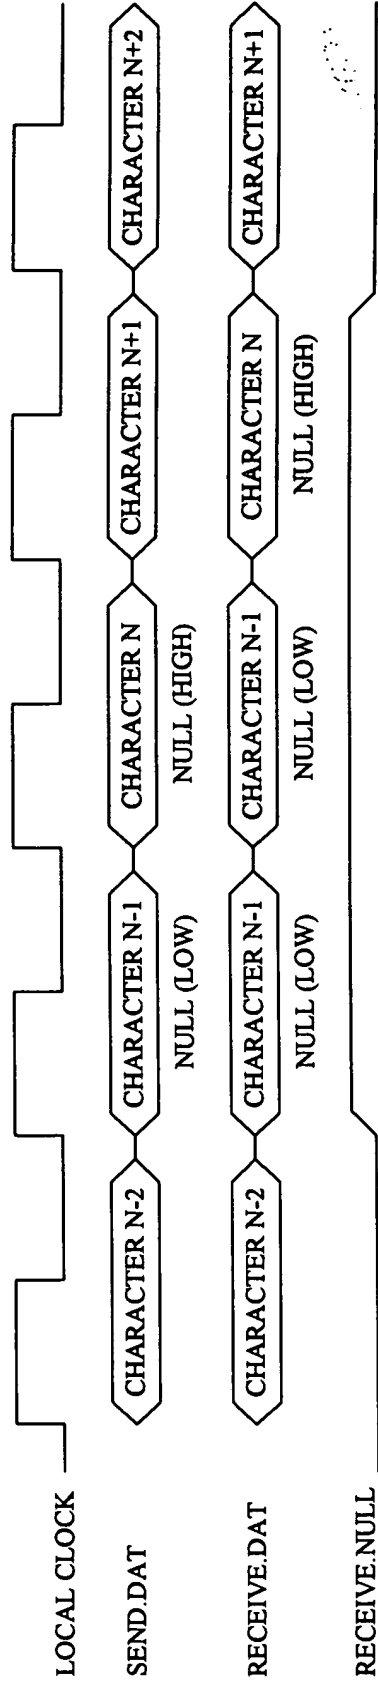 LOCAL CLOCK
SEND.DAT
CHARACTER N-2
CHARACTER N-1
CHARACTER N
CHARACTER N+1
CHARACTER N+2
NULL (LOW)
NULL (HIGH)
RECEIVE.DAT
CHARACTER N-2
CHARACTER N-1
CHARACTER N-1
CHARACTER N
CHARACTER N+1
NULL (LOW)
NULL (LOW)
NULL (HIGH)
RECEIVE.NULL